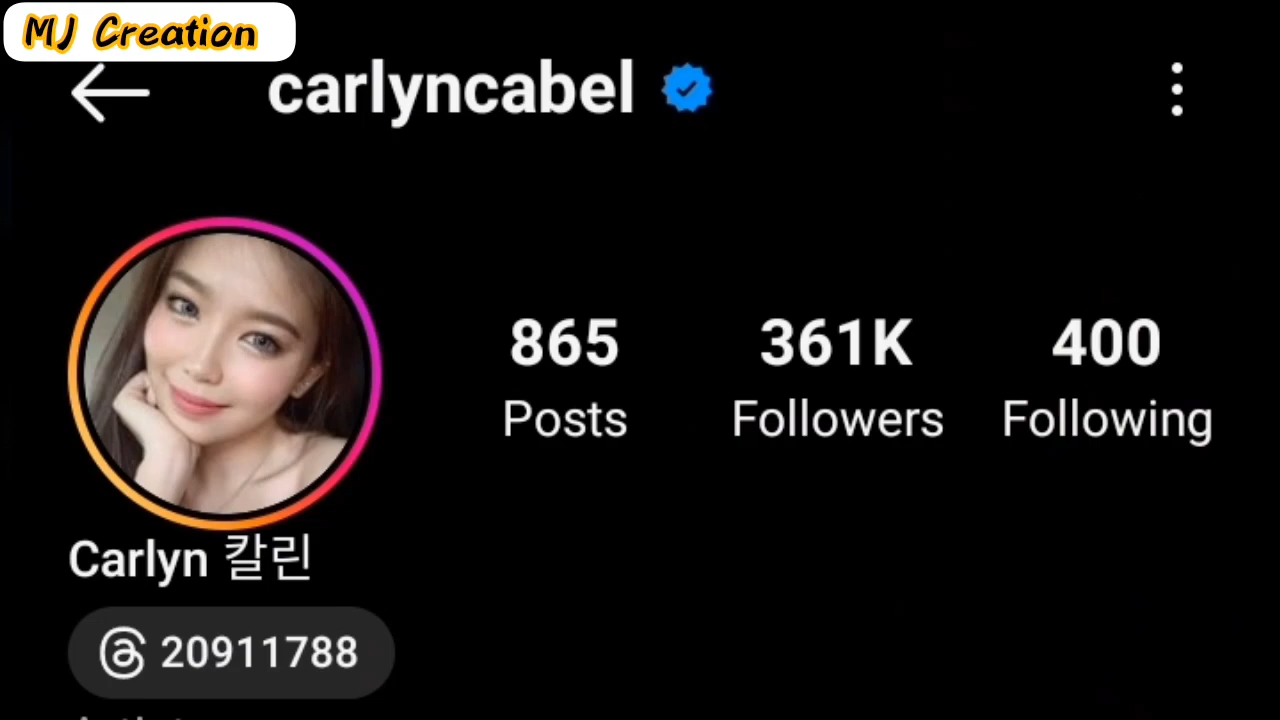 MJ Creation
carlyncabel
865 361K 400
Posts Followers Following
Carlyn 칼린
20911788